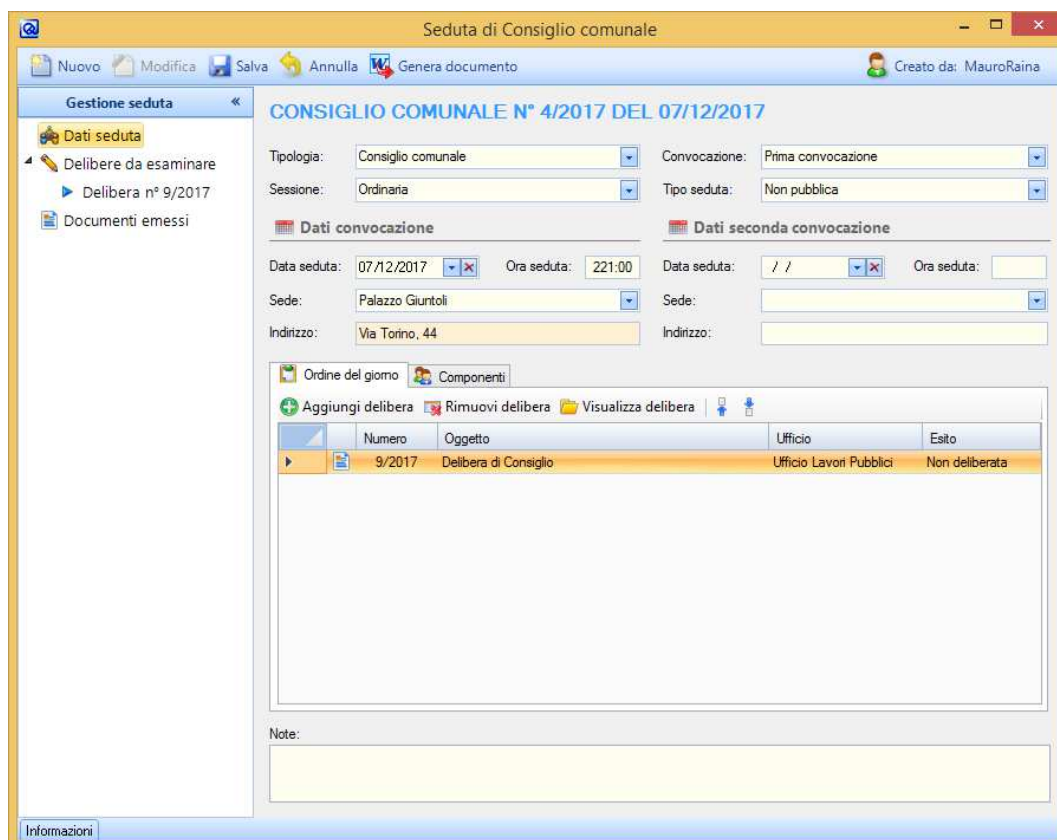 Seduta di Consiglio comunale
Nuovo Modifica Salva Annulla Genera documento Creato da: MauroRaina
Gestione seduta «
Dati seduta
Delibere da esaminare
Delibera n° 9/2017
Documenti emessi
CONSIGLIO COMUNALE N° 4/2017 DEL 07/12/2017
Tipologia: Consiglio comunale Convocazione: Prima convocazione
Sessione: Ordinaria Tipo seduta: Non pubblica
Dati convocazione Dati seconda convocazione
Data seduta: 07/12/2017 Ora seduta: 221:00 Data seduta: / / Ora seduta:
Sede: Palazzo Giuntoli Sede:
Indirizzo: Via Torino, 44 Indirizzo:
Ordine del giorno Componenti
Aggiungi delibera Rimuovi delibera Visualizza delibera
Numero Oggetto Ufficio Esito
9/2017 Delibera di Consiglio Ufficio Lavori Pubblici Non deliberata
Note:
Informazioni